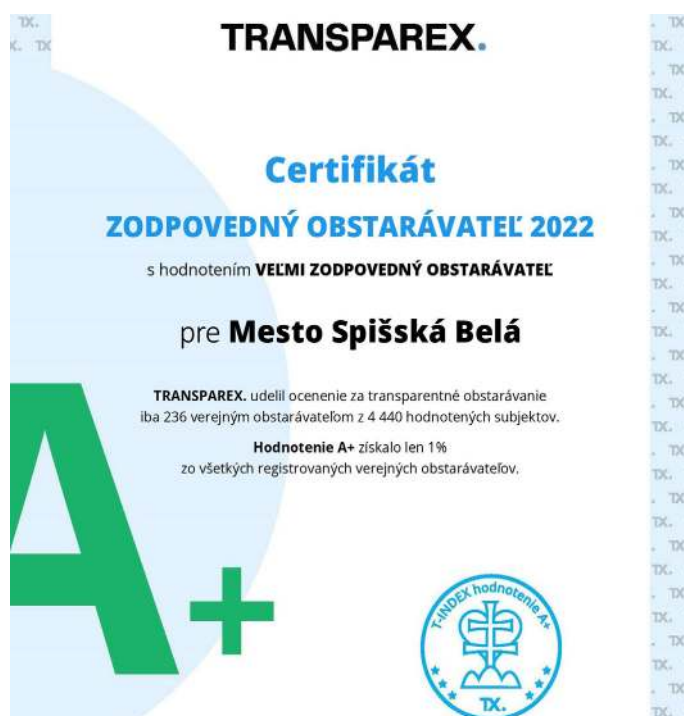 TRANSPAREX.
Certifikát
ZODPOVEDNÝ OBSTARÁVATEĽ 2022
s hodnotením VEĽMI ZODPOVEDNÝ OBSTARÁVATEĽ
pre Mesto Spišská Belá
TRANSPAREX. udelil ocenenie za transparentné obstarávanie
iba 236 verejným obstarávateľom z 4 440 hodnotených subjektov.
Hodnotenie A+ získalo len 1%
zo všetkých registrovaných verejných obstarávateľov.
A+
T-INDEX hodnotenie A+
TX.